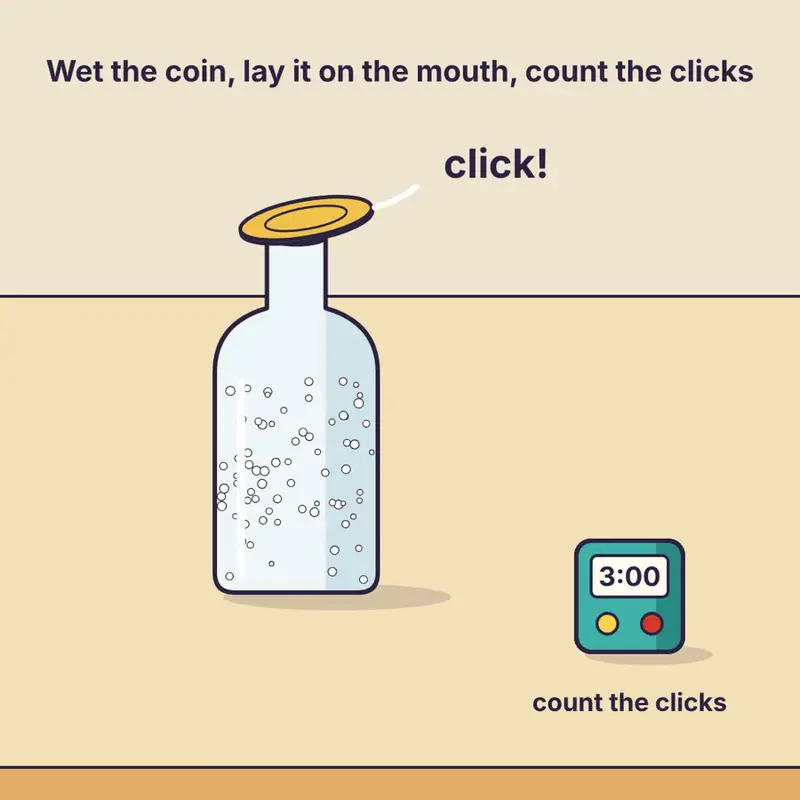 Wet the coin, lay it on the mouth, count the clicks
click!
3:00
count the clicks